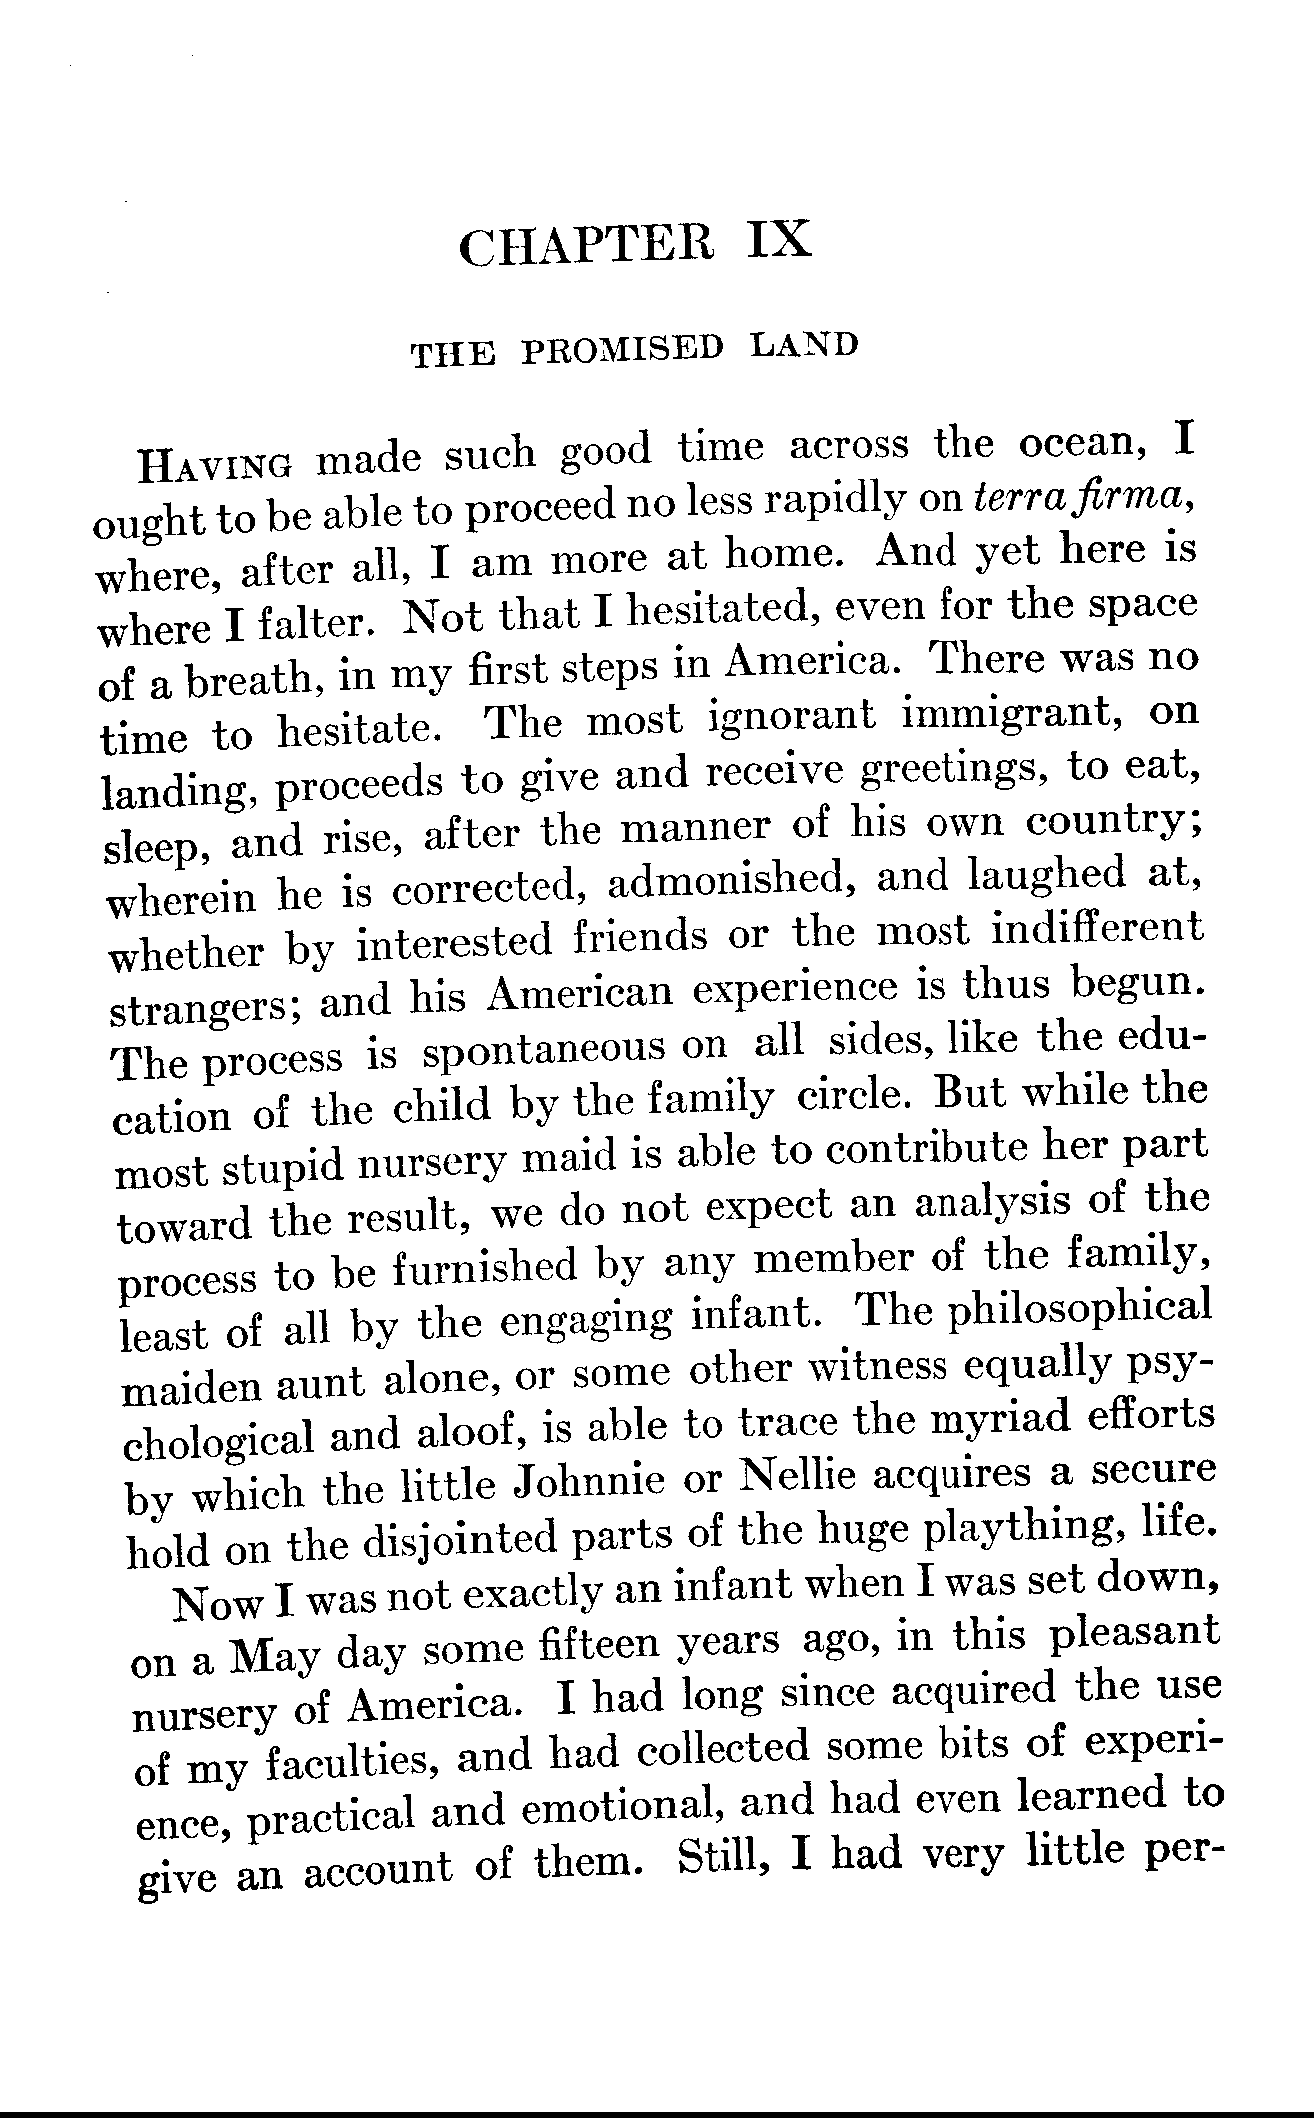 CHAPTER IX
THE PROMISED LAND
HAVING made such good time across the ocean, I
ought to be able to proceed no less rapidly on terra firma,
where, after all, I am more at home. And yet here is
where I falter. Not that I hesitated, even for the space
of a breath, in my first steps in America. There was no
time to hesitate. The most ignorant immigrant, on
landing, proceeds to give and receive greetings, to eat,
sleep, and rise, after the manner of his own country;
wherein he is corrected, admonished, and laughed at,
whether by interested friends or the most indifferent
strangers; and his American experience is thus begun.
The process is spontaneous on all sides, like the edu-
cation of the child by the family circle. But while the
most stupid nursery maid is able to contribute her part
toward the result, we do not expect an analysis of the
process to be furnished by any member of the family,
least of all by the engaging infant. The philosophical
maiden aunt alone, or some other witness equally psy-
chological and aloof, is able to trace the myriad efforts
by which the little Johnnie or Nellie acquires a secure
hold on the disjointed parts of the huge plaything, life.
Now I was not exactly an infant when I was set down,
on a May day some fifteen years ago, in this pleasant
nursery of America. I had long since acquired the use
of my faculties, and had collected some bits of experi-
ence, practical and emotional, and had even learned to
give an account of them. Still, I had very little per-